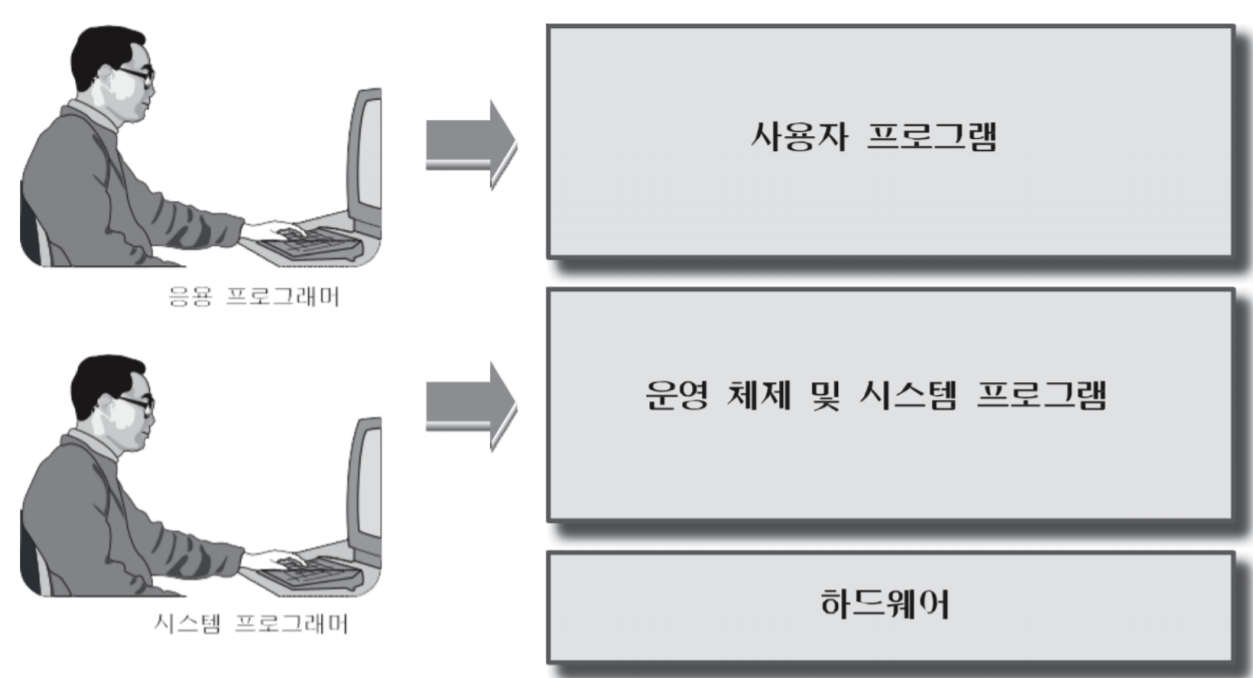 사용자 프로그램
응용 프로그래머
운영 체제 및 시스템 프로그램
시스템 프로그래머
하드웨어